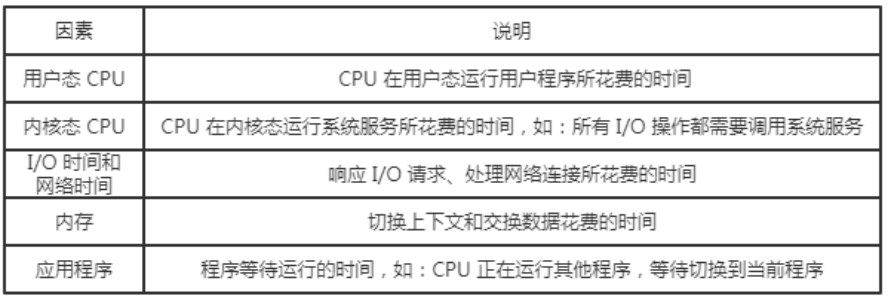 因素 说明
用户态 CPU CPU 在用户态运行用户程序所花费的时间
内核态 CPU CPU 在内核态运行系统服务所花费的时间，如：所有 I/O 操作都需要调用系统服务
I/O 时间和
网络时间
响应 I/O 请求、处理网络连接所花费的时间
内存 切换上下文和交换数据花费的时间
应用程序 程序等待运行的时间，如：CPU 正在运行其他程序，等待切换到当前程序